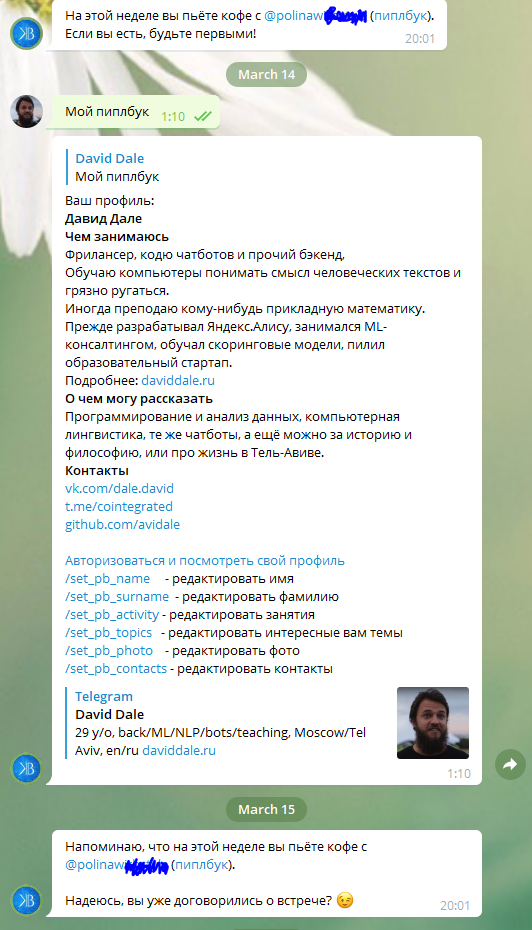 На этой неделе вы пьёте кофе с @polinawi (пиплбук).
Если вы есть, будьте первыми!
20:01
March 14
Мой пиплбук 1:10
David Dale
Мой пиплбук
Ваш профиль:
Давид Дале
Чем занимаюсь
Фрилансер, кодю чатботов и прочий бэкенд,
Обучаю компьютеры понимать смысл человеческих текстов и
грязно ругаться.
Иногда преподаю кому-нибудь прикладную математику.
Прежде разрабатывал Яндекс.Алису, занимался ML-
консалтингом, обучал скоринговые модели, пилил
образовательный стартап.
Подробнее: daviddale.ru
О чем могу рассказать
Программирование и анализ данных, компьютерная
лингвистика, те же чатботы, а ещё можно за историю и
философию, или про жизнь в Тель-Авиве.
Контакты
vk.com/dale.david
t.me/cointegrated
github.com/avidale
Авторизоваться и посмотреть свой профиль
/set_pb_name - редактировать имя
/set_pb_surname - редактировать фамилию
/set_pb_activity - редактировать занятия
/set_pb_topics - редактировать интересные вам темы
/set_pb_photo - редактировать фото
/set_pb_contacts - редактировать контакты
Telegram
David Dale
29 y/o, back/ML/NLP/bots/teaching, Moscow/Tel
Aviv, en/ru daviddale.ru
1:10
March 15
Напоминаю, что на этой неделе вы пьёте кофе с
@polinawi (пиплбук).
Надеюсь, вы уже договорились о встрече? 😉
20:01